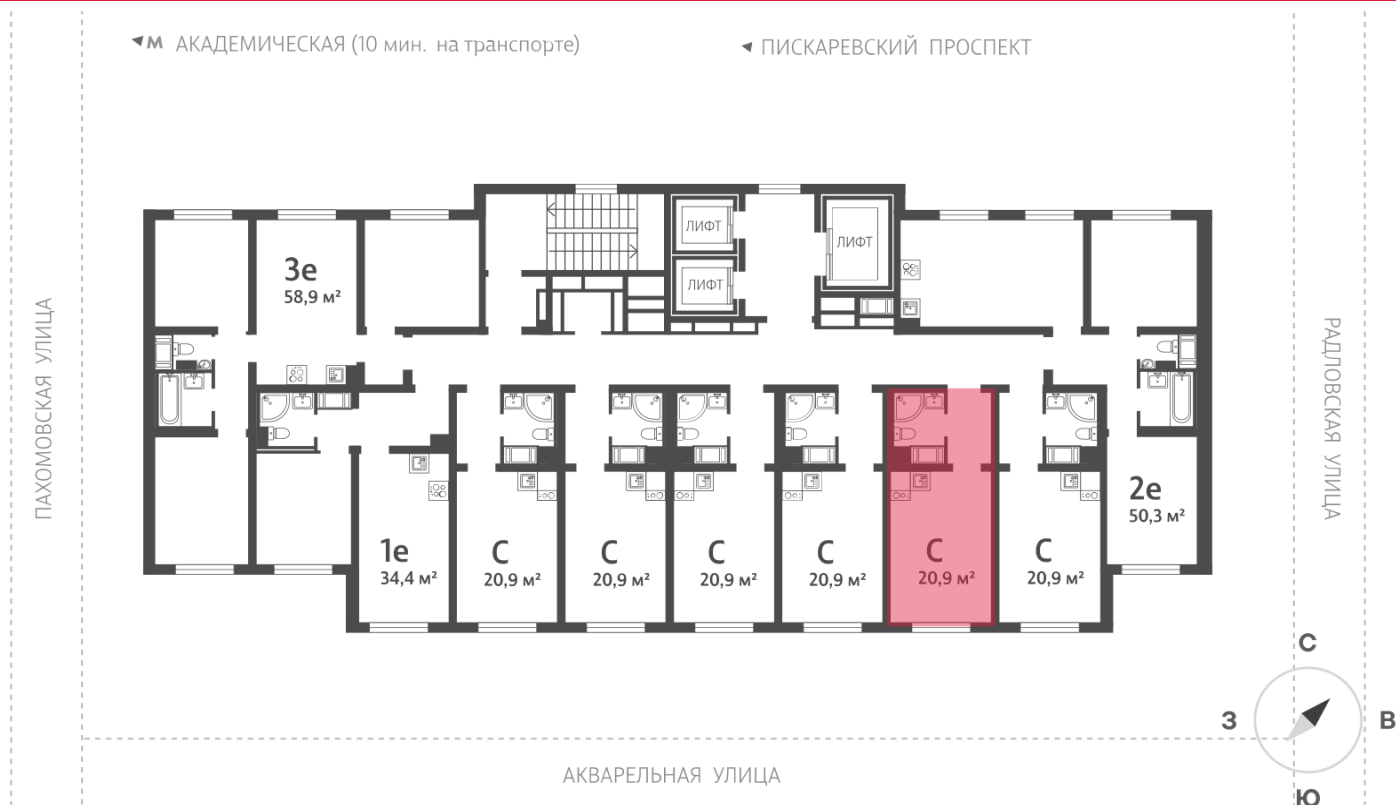 М АКАДЕМИЧЕСКАЯ (10 мин. на транспорте)
ПИСКАРЕВСКИЙ ПРОСПЕКТ
ПАХОМОВСКАЯ УЛИЦА
РАДЛОВСКАЯ УЛИЦА
ЛИФТ
ЛИФТ
ЛИФТ
3е
58,9 м²
2е
50,3 м²
1е
34,4 м²
С
20,9 м²
С
20,9 м²
С
20,9 м²
С
20,9 м²
С
20,9 м²
С
20,9 м²
С
З
В
Ю
АКВАРЕЛЬНАЯ УЛИЦА